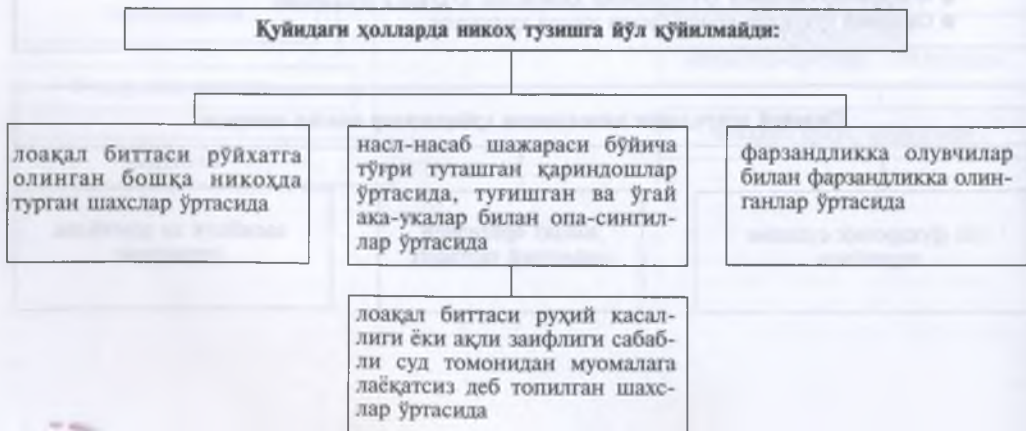 Қуйидаги ҳолларда никоҳ тузишга йўл қўйилмайди:
лоақал биттаси рўйхатга
олинган бошқа никоҳда
турган шахслар ўртасида
насл-насаб шажараси бўйича
тўғри туташган қариндошлар
ўртасида, туғишган ва ўгай
ака-укалар билан опа-сингил-
лар ўртасида
фарзандликка олувчилар
билан фарзандликка олин-
ганлар ўртасида
лоақал биттаси руҳий касал-
лиги ёки ақли заифлиги сабаб-
ли суд томонидан муомалага
лаёқатсиз деб топилган шахс-
лар ўртасида